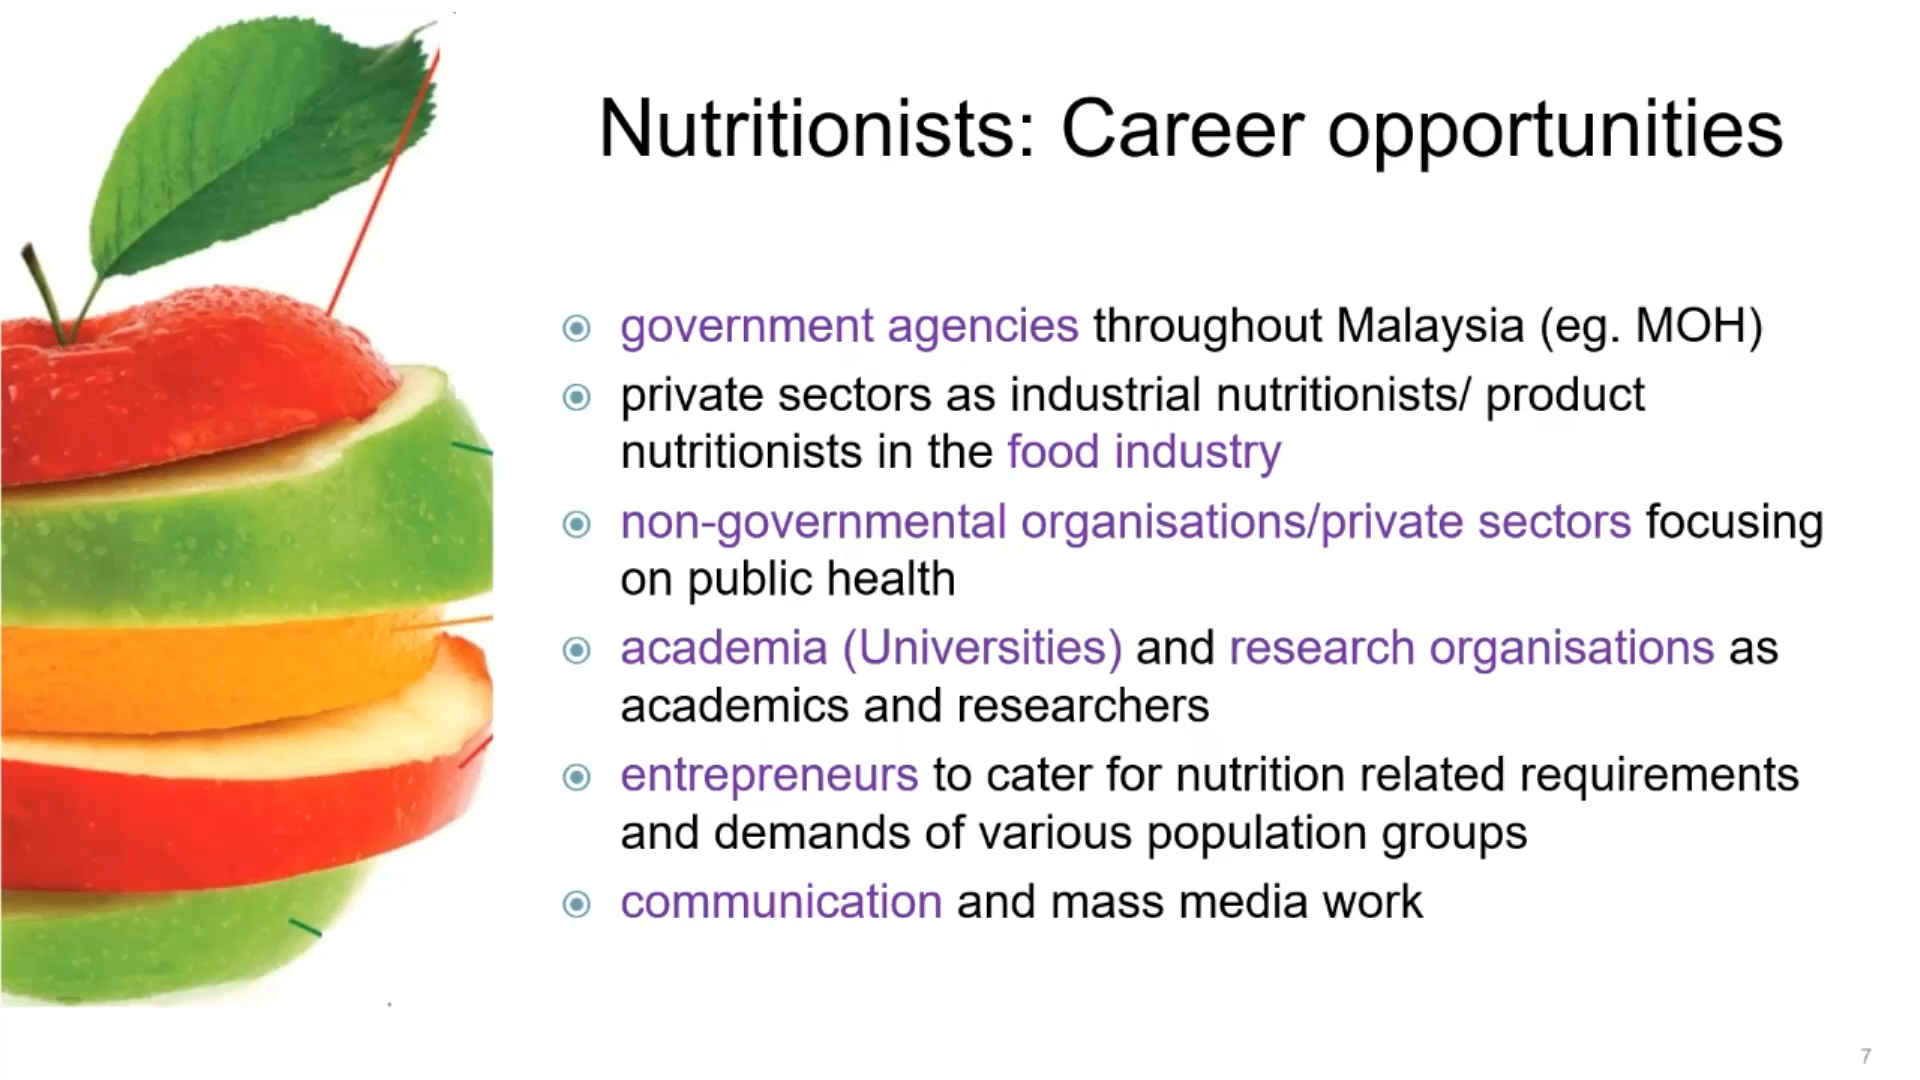 Nutritionists: Career opportunities
government agencies throughout Malaysia (eg. MOH)
private sectors as industrial nutritionists/ product
nutritionists in the food industry
non-governmental organisations/private sectors focusing
on public health
academia (Universities) and research organisations as
academics and researchers
entrepreneurs to cater for nutrition related requirements
and demands of various population groups
communication and mass media work
7